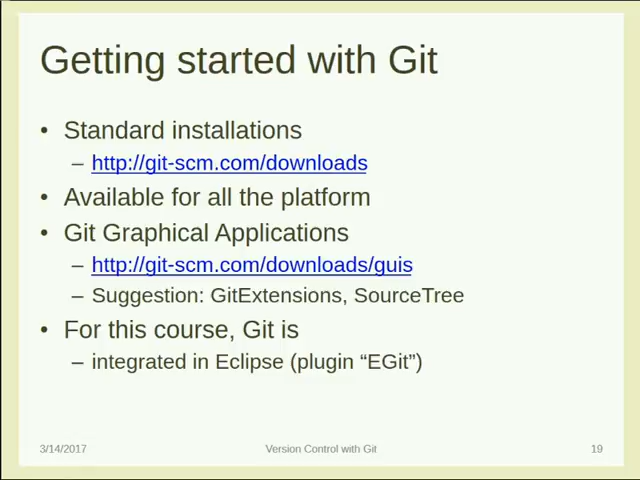 Getting started with Git
• Standard installations
– http://git-scm.com/downloads
• Available for all the platform
• Git Graphical Applications
– http://git-scm.com/downloads/guis
– Suggestion: GitExtensions, SourceTree
• For this course, Git is
– integrated in Eclipse (plugin “EGit”)
3/14/2017 Version Control with Git 19